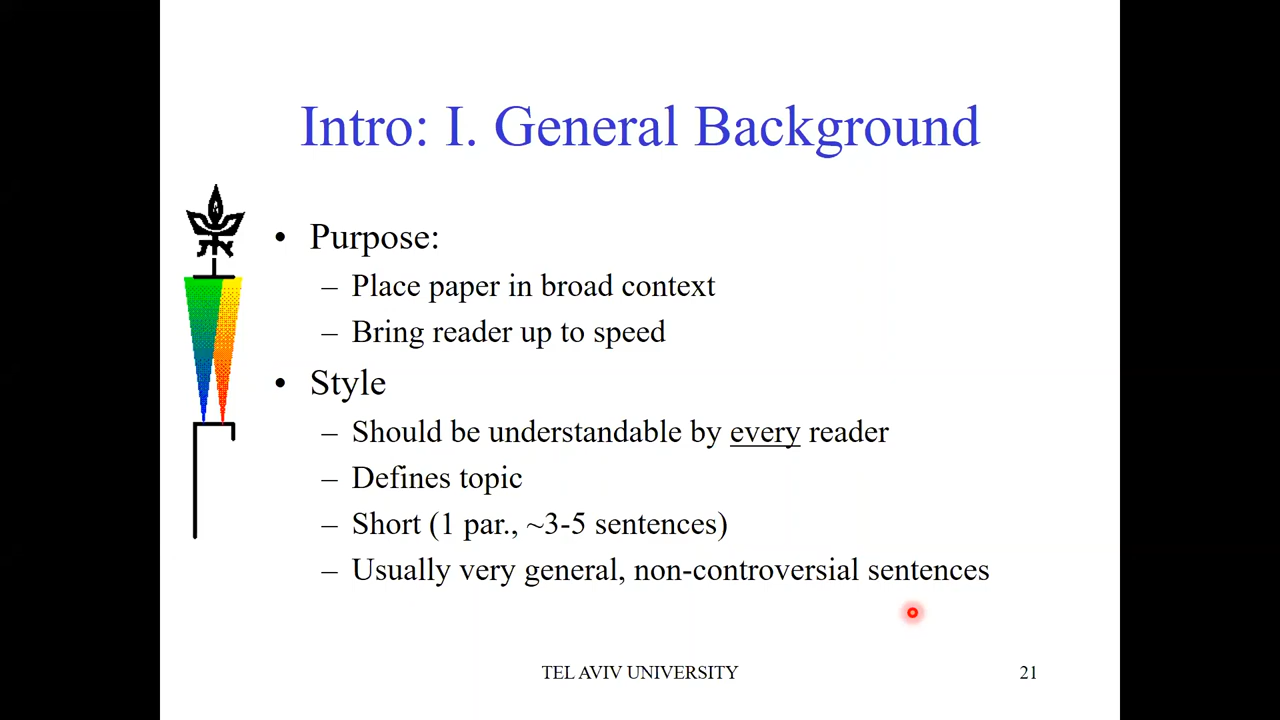 Intro: I. General Background
• Purpose:
– Place paper in broad context
– Bring reader up to speed
• Style
– Should be understandable by every reader
– Defines topic
– Short (1 par., ~3-5 sentences)
– Usually very general, non-controversial sentences
TEL AVIV UNIVERSITY
21